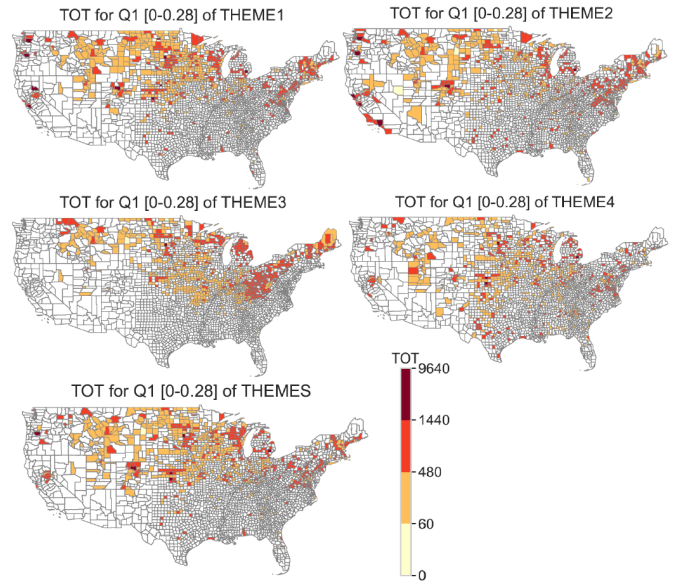 TOT for Q1 [0-0.28] of THEME1
TOT for Q1 [0-0.28] of THEME2
TOT for Q1 [0-0.28] of THEME3
TOT for Q1 [0-0.28] of THEME4
TOT for Q1 [0-0.28] of THEMES
TOT
9640
1440
480
60
0